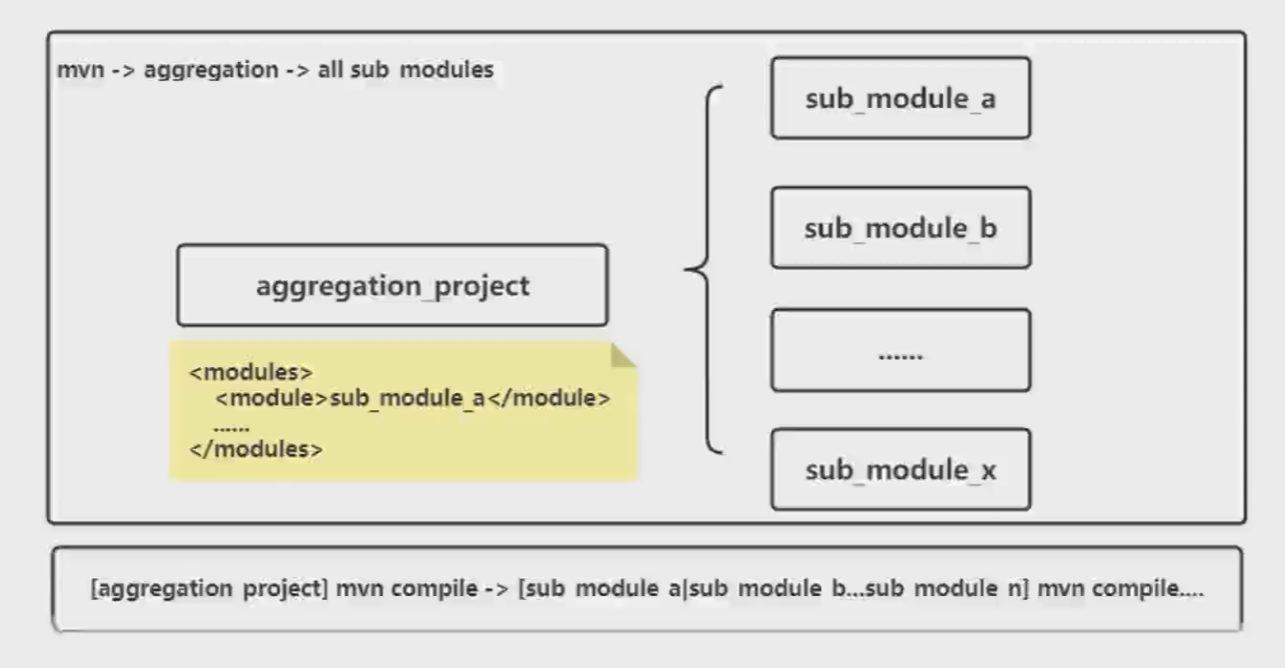 mvn -> aggregation -> all sub modules
sub_module_a
sub_module_b
aggregation_project
......
<modules>
<module>sub_module_a</module>
......
</modules>
sub_module_x
[aggregation project] mvn compile -> [sub module a|sub module b...sub module n] mvn compile....